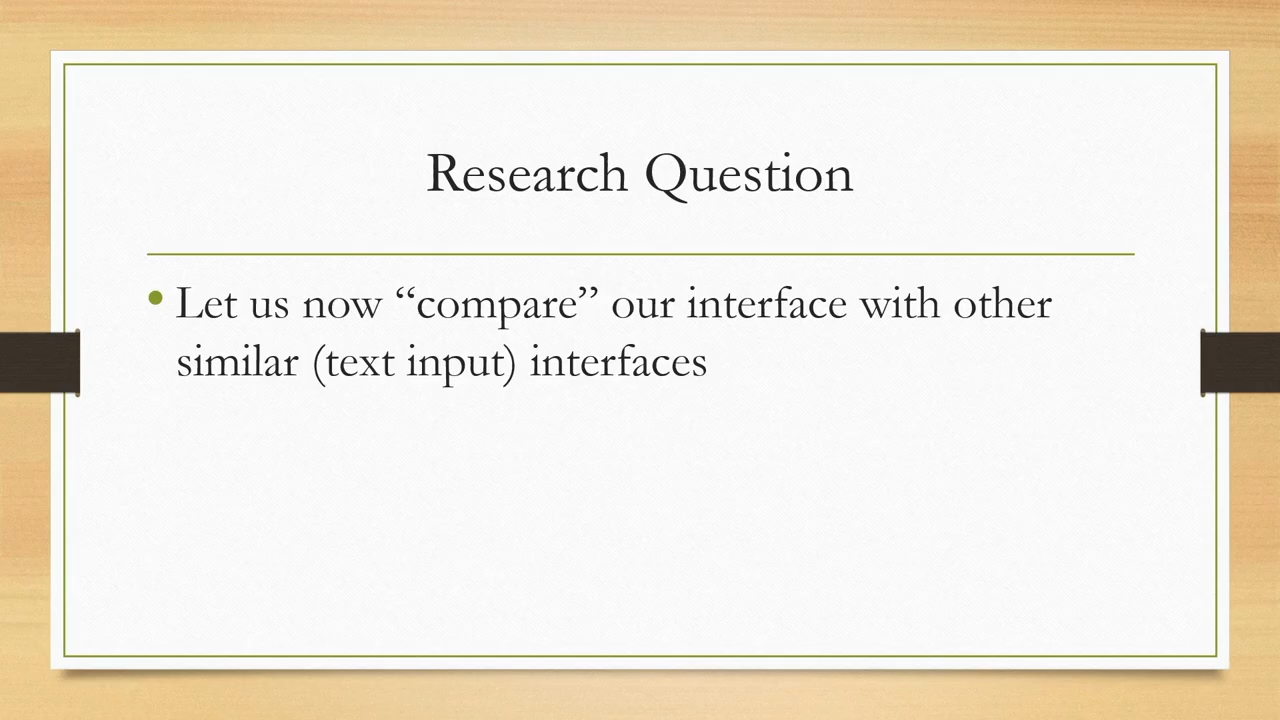 Research Question
• Let us now “compare” our interface with other
similar (text input) interfaces